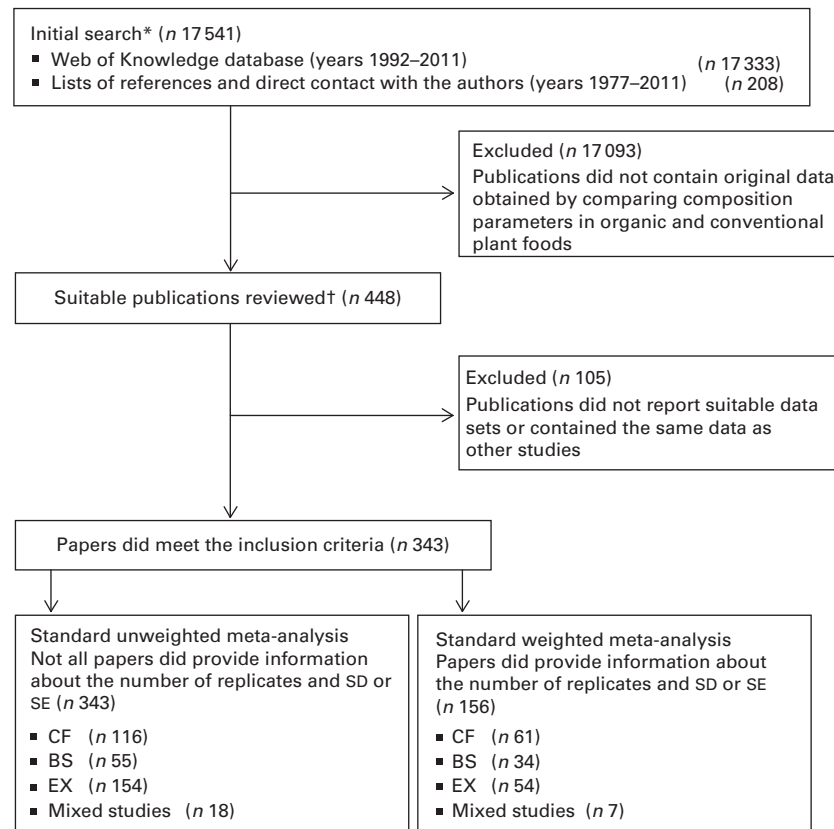 Initial search* (n 17 541)
▪ Web of Knowledge database (years 1992–2011) (n 17 333)
▪ Lists of references and direct contact with the authors (years 1977–2011) (n 208)
Excluded (n 17 093)
Publications did not contain original data
obtained by comparing composition
parameters in organic and conventional
plant foods
Suitable publications reviewed† (n 448)
Excluded (n 105)
Publications did not report suitable data
sets or contained the same data as
other studies
Papers did meet the inclusion criteria (n 343)
Standard unweighted meta-analysis
Not all papers did provide information
about the number of replicates and SD or
SE (n 343)
▪ CF (n 116)
▪ BS (n 55)
▪ EX (n 154)
▪ Mixed studies (n 18)
Standard weighted meta-analysis
Papers did provide information about
the number of replicates and SD or SE
(n 156)
▪ CF (n 61)
▪ BS (n 34)
▪ EX (n 54)
▪ Mixed studies (n 7)